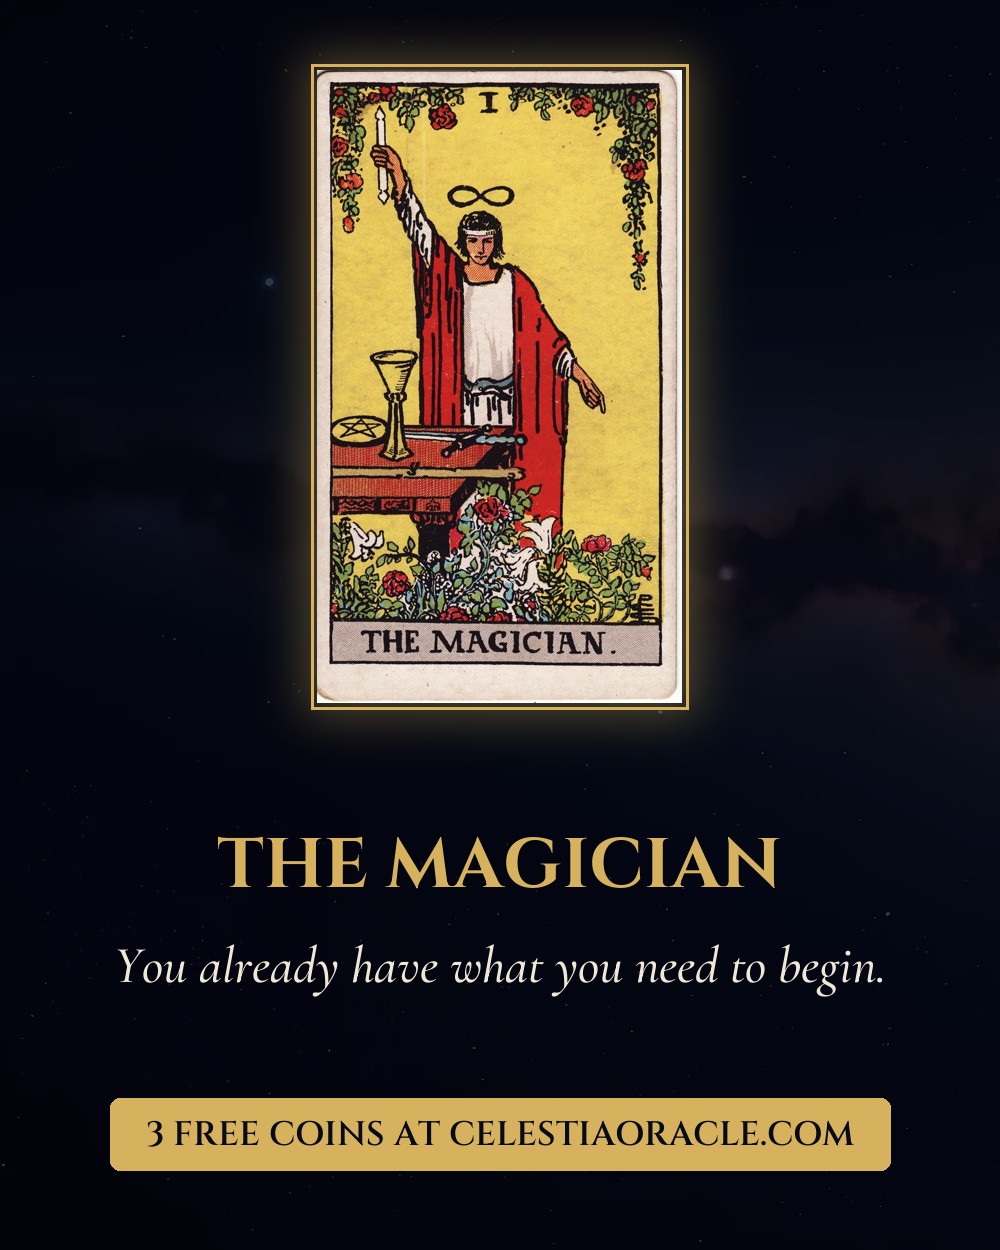 I
THE MAGICIAN.
THE MAGICIAN
You already have what you need to begin.
3 FREE COINS AT CELESTIAORACLE.COM